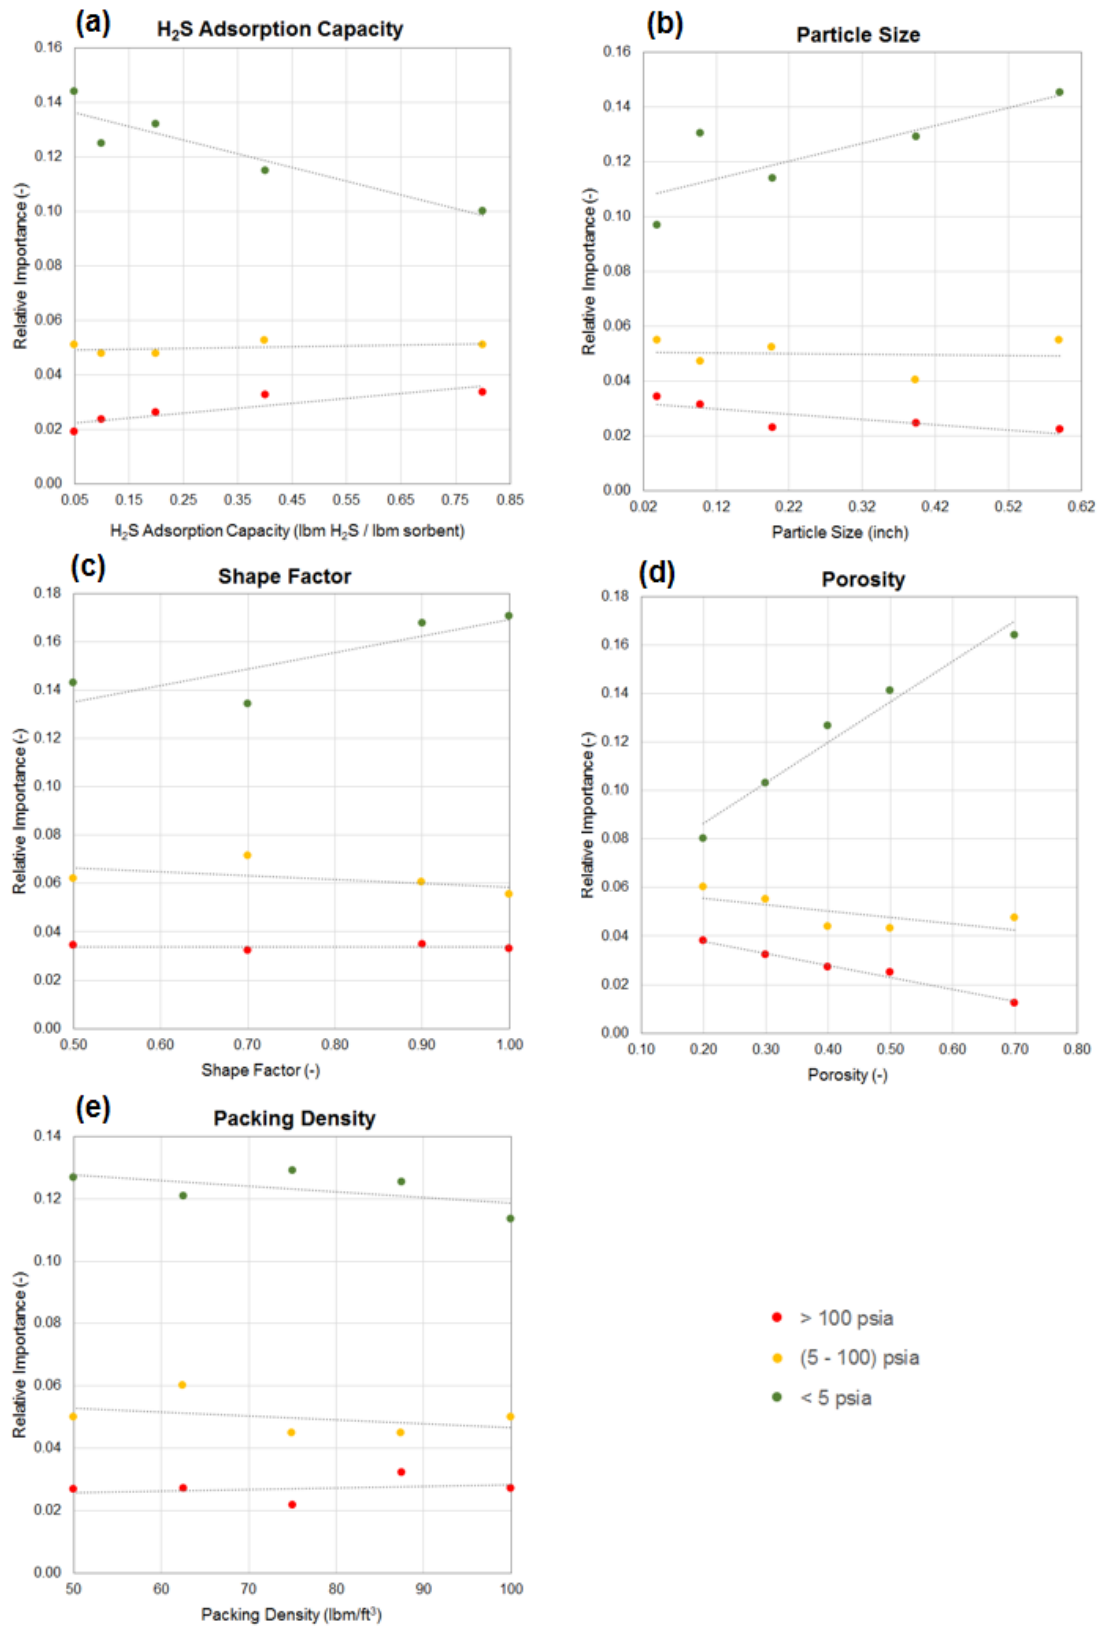 (a)
H₂S Adsorption Capacity
0.16
0.14
0.12
0.10
0.08
0.06
0.04
0.02
0.00
Relative Importance (-)
0.05 0.15 0.25 0.35 0.45 0.55 0.65 0.75 0.85
H₂S Adsorption Capacity (lbm H₂S / lbm sorbent)
(b)
Particle Size
0.16
0.14
0.12
0.10
0.08
0.06
0.04
0.02
0.00
Relative Importance (-)
0.02 0.12 0.22 0.32 0.42 0.52 0.62
Particle Size (inch)
(c)
Shape Factor
0.18
0.16
0.14
0.12
0.10
0.08
0.06
0.04
0.02
0.00
Relative Importance (-)
0.50 0.60 0.70 0.80 0.90 1.00
Shape Factor (-)
(d)
Porosity
0.18
0.16
0.14
0.12
0.10
0.08
0.06
0.04
0.02
0.00
Relative Importance (-)
0.10 0.20 0.30 0.40 0.50 0.60 0.70 0.80
Porosity (-)
(e)
Packing Density
0.14
0.12
0.10
0.08
0.06
0.04
0.02
0.00
Relative Importance (-)
50 60 70 80 90 100
Packing Density (lbm/ft³)
> 100 psia
(5 - 100) psia
< 5 psia